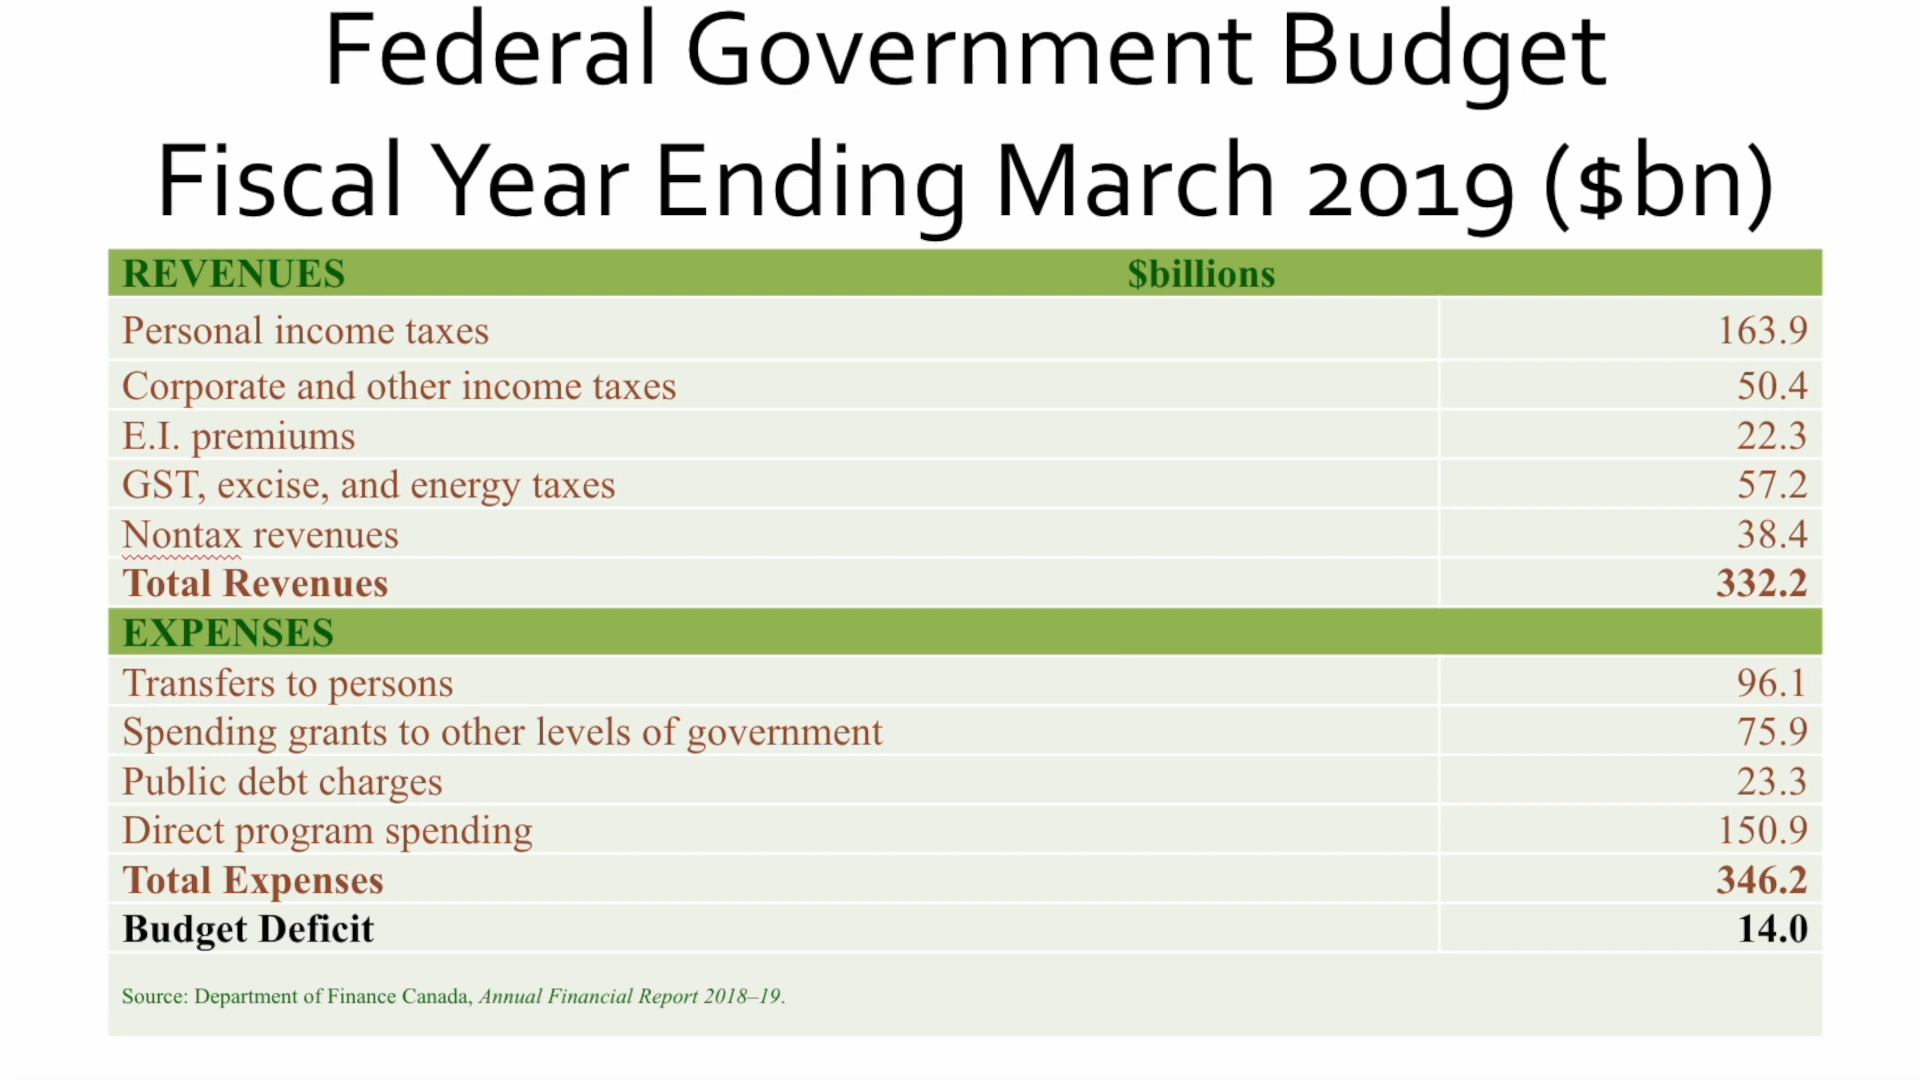 Federal Government Budget
Fiscal Year Ending March 2019 ($bn)
REVENUES $billions
Personal income taxes 163.9
Corporate and other income taxes 50.4
E.I. premiums 22.3
GST, excise, and energy taxes 57.2
Nontax revenues 38.4
Total Revenues 332.2
EXPENSES
Transfers to persons 96.1
Spending grants to other levels of government 75.9
Public debt charges 23.3
Direct program spending 150.9
Total Expenses 346.2
Budget Deficit 14.0
Source: Department of Finance Canada, Annual Financial Report 2018–19.